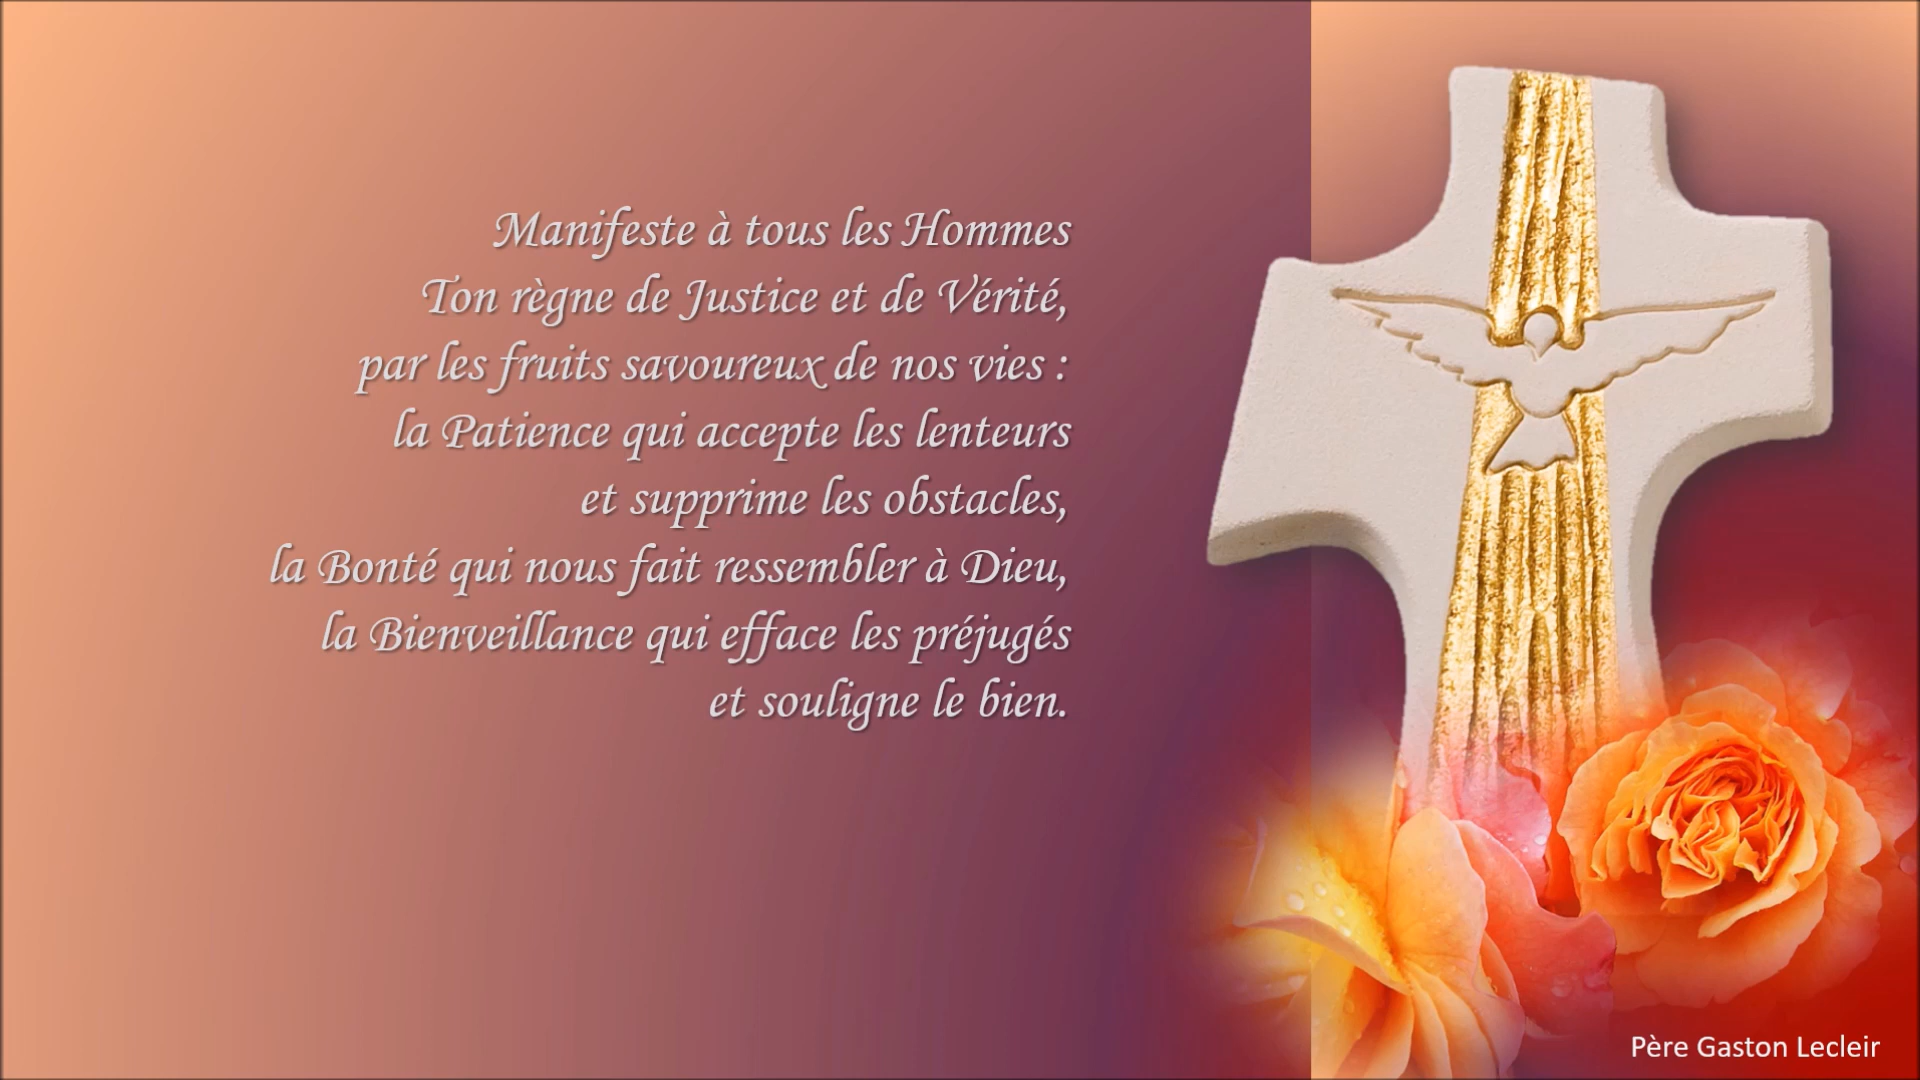 Manifeste à tous les Hommes
Ton règne de Justice et de Vérité,
par les fruits savoureux de nos vies :
la Patience qui accepte les lenteurs
et supprime les obstacles,
la Bonté qui nous fait ressembler à Dieu,
la Bienveillance qui efface les préjugés
et souligne le bien.
Père Gaston Lecleir